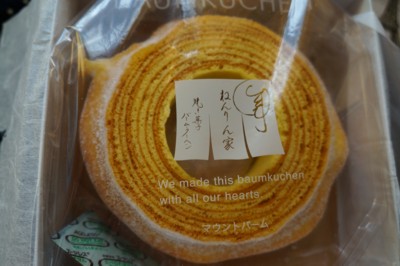 BAUMKUCHEN
ねんりん家
We made this baumkuchen
with all our hearts.
マウントバーム